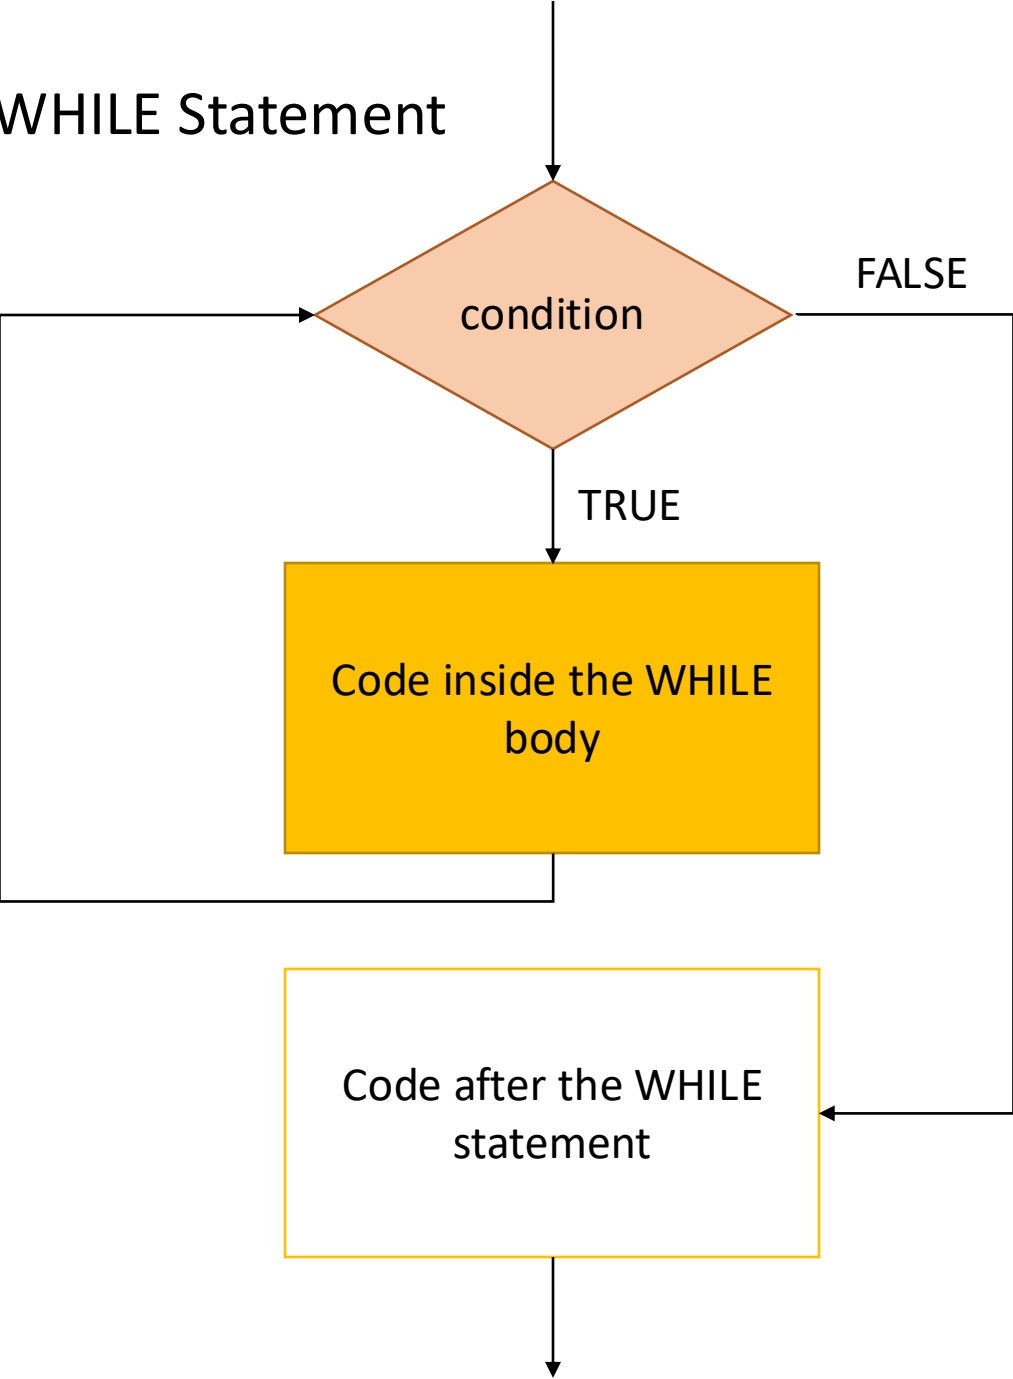 WHILE Statement
FALSE
condition
TRUE
Code inside the WHILE
body
Code after the WHILE
statement